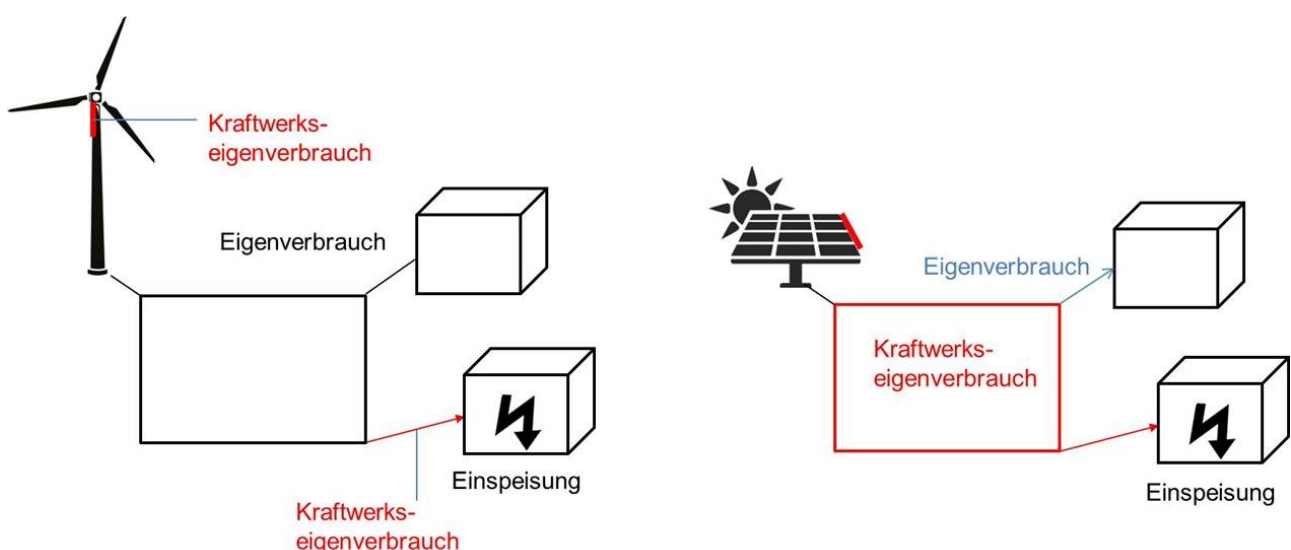 Kraftwerks-
eigenverbrauch
Eigenverbrauch
Einspeisung
Kraftwerks-
eigenverbrauch
Eigenverbrauch
Kraftwerks-
eigenverbrauch
Einspeisung